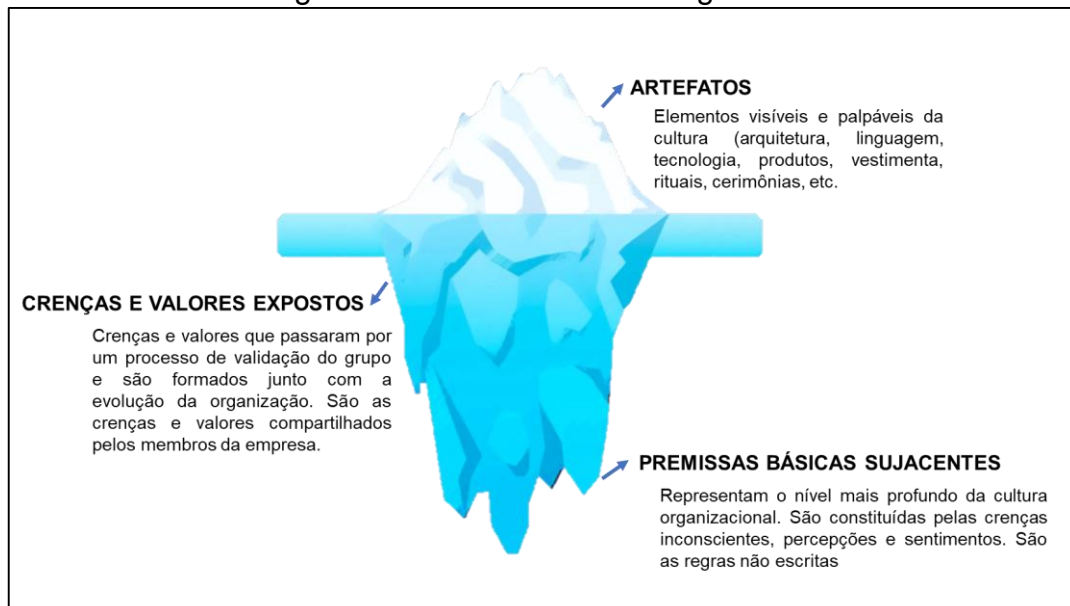 ARTEFATOS
Elementos visíveis e palpáveis da
cultura (arquitetura, linguagem,
tecnologia, produtos, vestimenta,
rituais, cerimônias, etc.
CRENÇAS E VALORES EXPOSTOS
Crenças e valores que passaram por
um processo de validação do grupo
e são formados junto com a
evolução da organização. São as
crenças e valores compartilhados
pelos membros da empresa.
PREMISSAS BÁSICAS SUJACENTES
Representam o nível mais profundo da cultura
organizacional. São constituídas pelas crenças
inconscientes, percepções e sentimentos. São
as regras não escritas